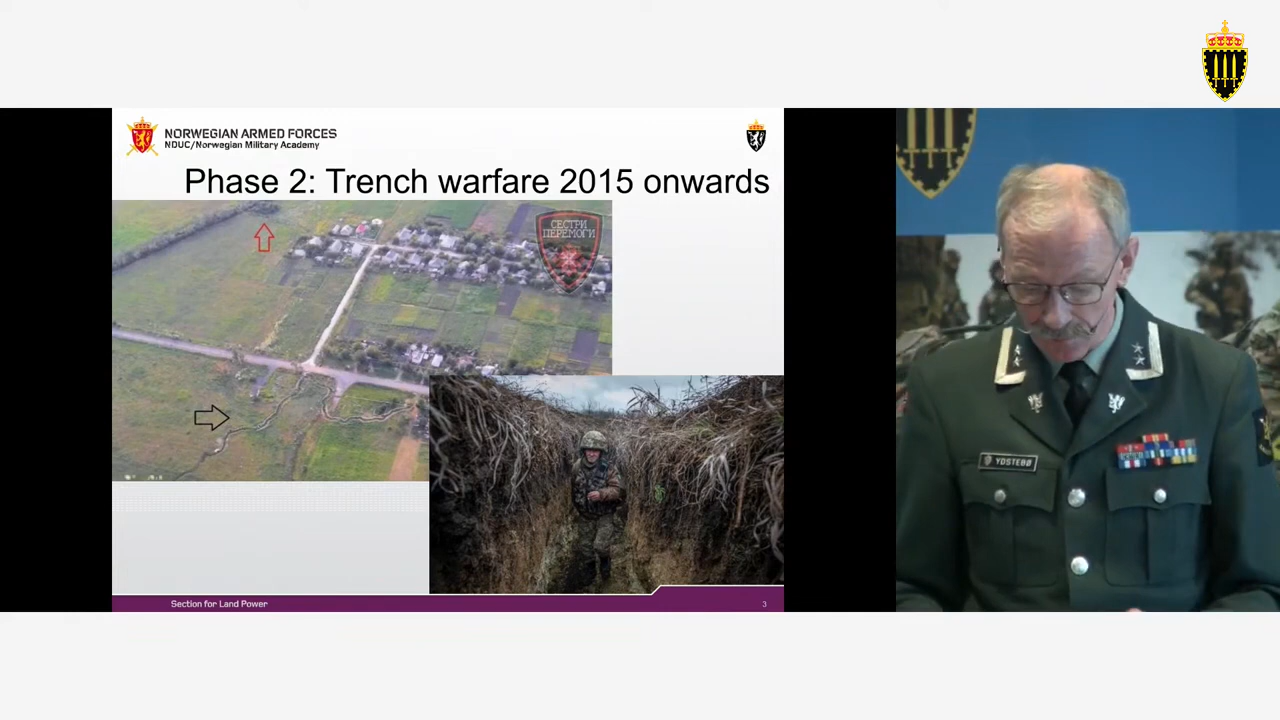 NORWEGIAN ARMED FORCES
NDUC/Norwegian Military Academy
Phase 2: Trench warfare 2015 onwards
СЕСТРИ
ПЕРЕМОГИ
YDSTEBØ
Section for Land Power
3